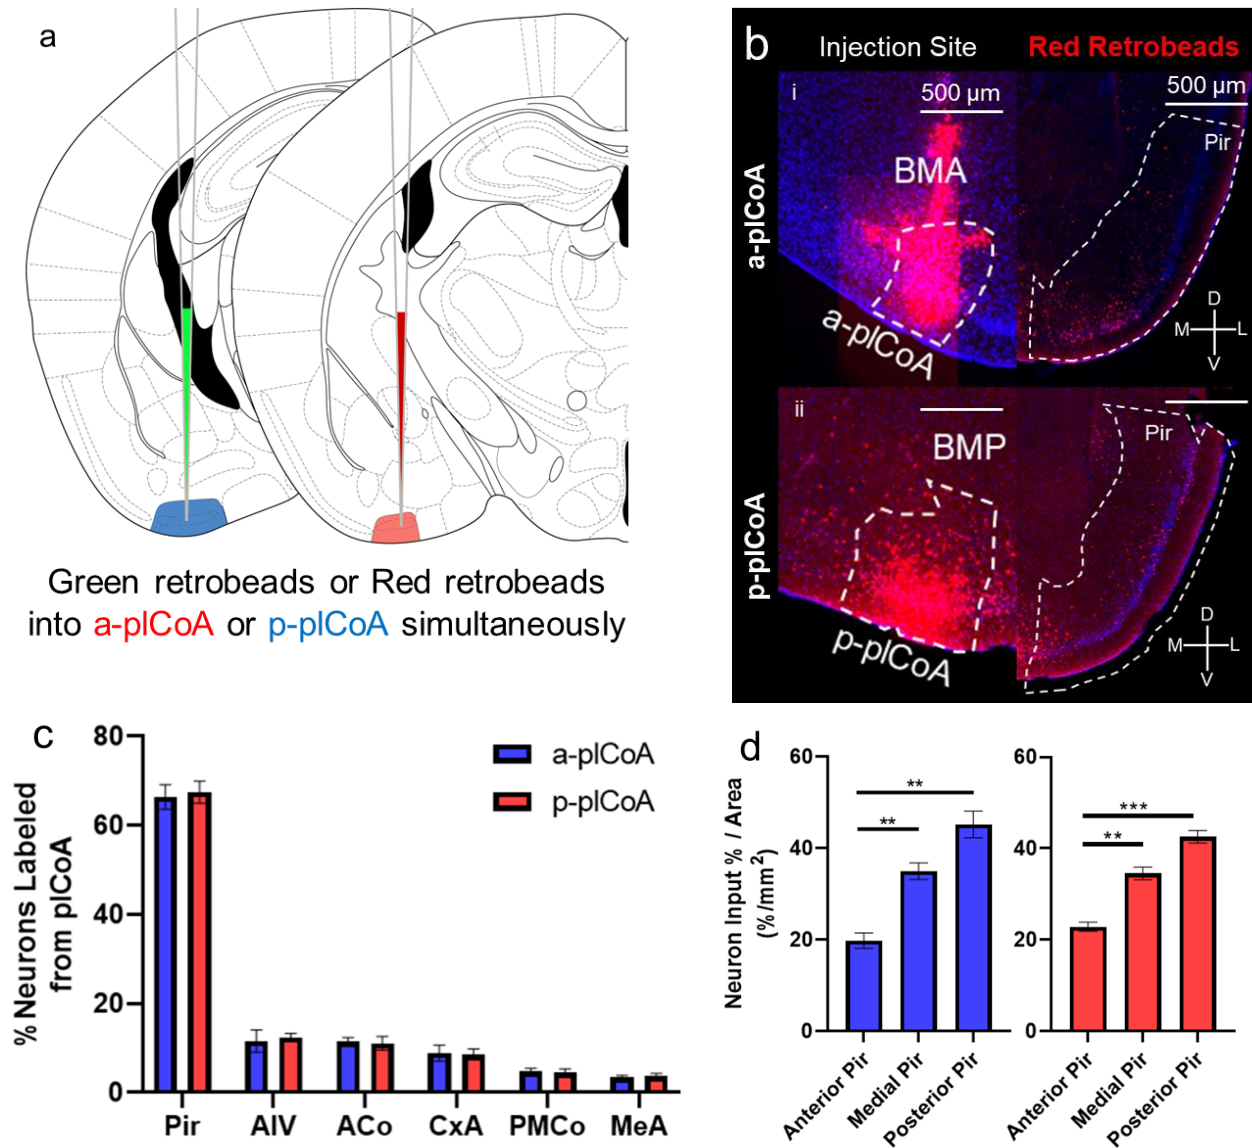 a
Green retrobeads or Red retrobeads
into a-plCoA or p-plCoA simultaneously
b
Injection Site
Red Retrobeads
a-plCoA
i
500 µm
BMA
a-plCoA
500 µm
Pir
D
M
L
V
p-plCoA
ii
BMP
p-plCoA
Pir
D
M
L
V
c
% Neurons Labeled
from plCoA
80
60
40
20
0
a-plCoA
p-plCoA
Pir
AIV
ACo
CxA
PMCo
MeA
d
Neuron Input % / Area
(%/mm²)
60
40
20
0
**
**
Anterior Pir
Medial Pir
Posterior Pir
60
40
20
0
***
**
Anterior Pir
Medial Pir
Posterior Pir